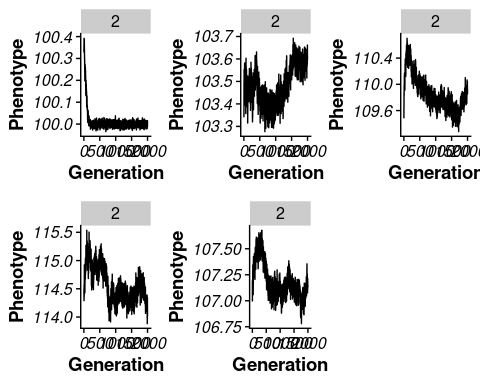 2
100.4
100.3
100.2
100.1
100.0
Phenotype
Generation
2
103.7
103.6
103.5
103.4
103.3
Phenotype
Generation
2
110.4
110.0
109.6
Phenotype
Generation
2
115.5
115.0
114.5
114.0
Phenotype
Generation
2
107.50
107.25
107.00
106.75
Phenotype
Generation